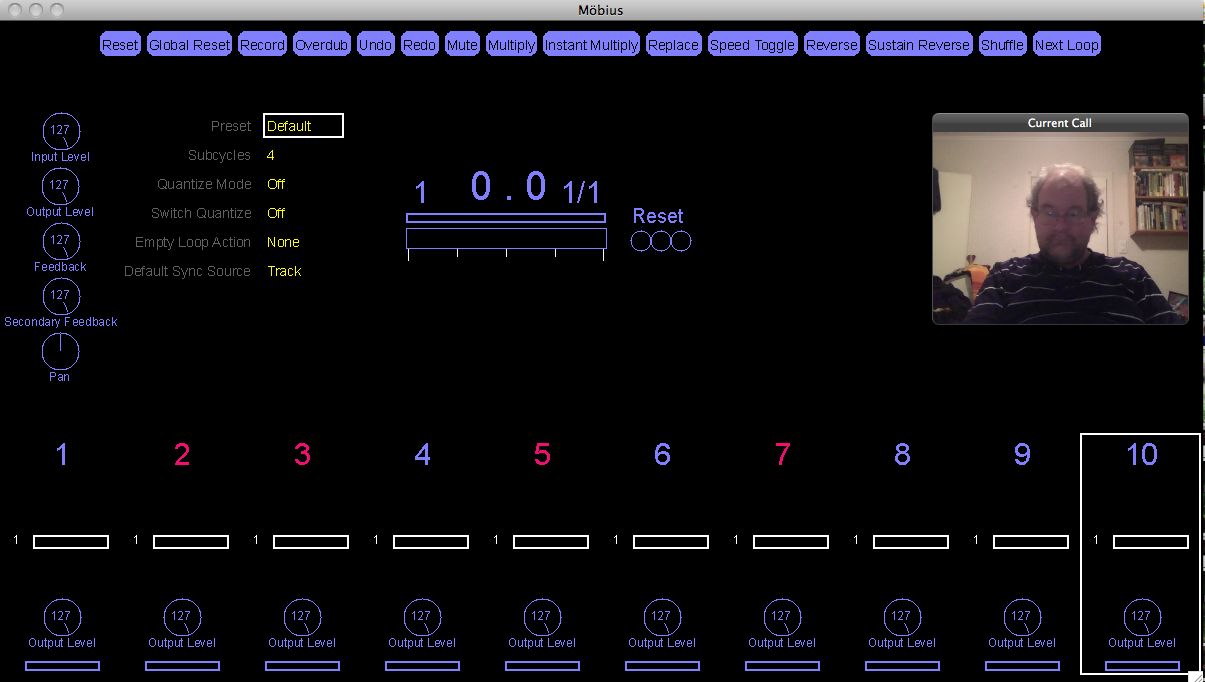 Möbius
Reset Global Reset Record Overdub Undo Redo Mute Multiply Instant Multiply Replace Speed Toggle Reverse Sustain Reverse Shuffle Next Loop
127
Input Level
127
Output Level
127
Feedback
127
Secondary Feedback
Pan
Preset Default
Subcycles 4
Quantize Mode Off
Switch Quantize Off
Empty Loop Action None
Default Sync Source Track
1 0.0 1/1
Reset
Current Call
1 2 3 4 5 6 7 8 9 10
1 1 1 1 1 1 1 1 1 1
127 127 127 127 127 127 127 127 127 127
Output Level Output Level Output Level Output Level Output Level Output Level Output Level Output Level Output Level Output Level